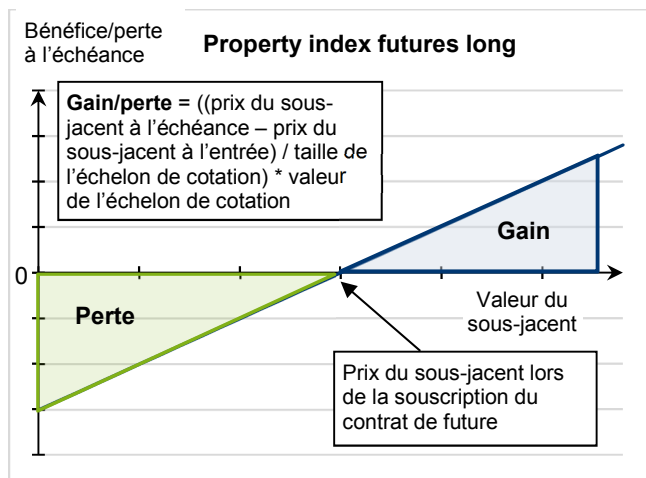 Bénéfice/perte
à l'échéance
Property index futures long
Gain/perte = ((prix du sous-
jacent à l'échéance – prix du
sous-jacent à l'entrée) / taille de
l'échelon de cotation) * valeur
de l'échelon de cotation
Gain
0
Perte
Valeur du
sous-jacent
Prix du sous-jacent lors
de la souscription du
contrat de future